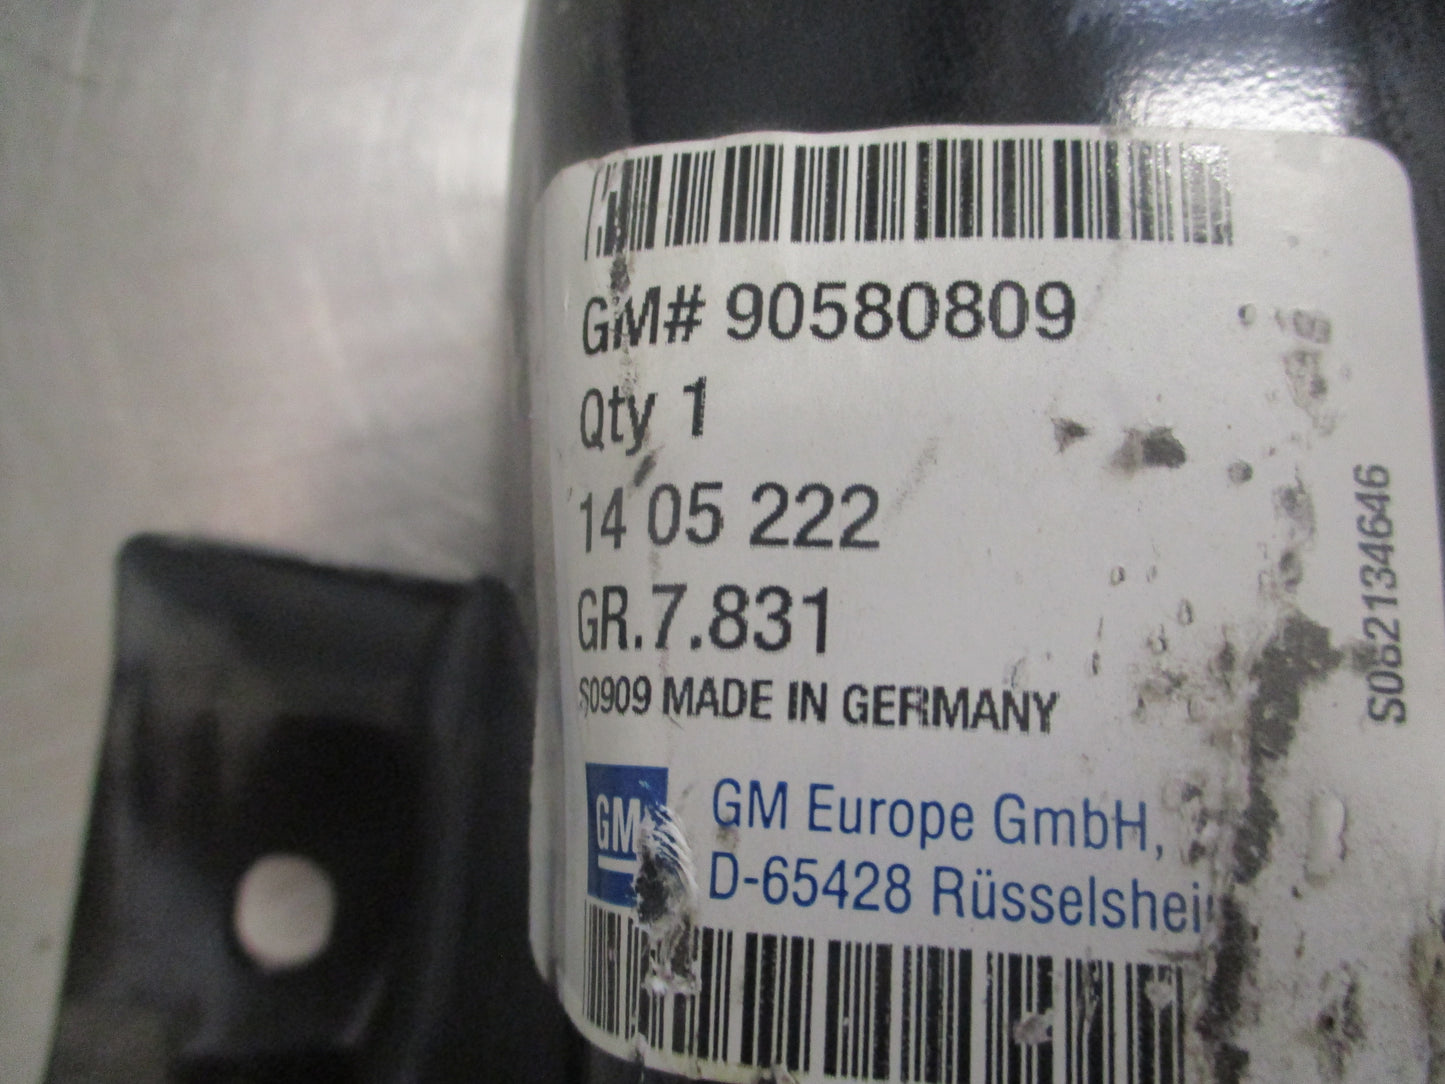 GM# 90580809
Qty 1
14 05 222
GR.7.831
S0909 MADE IN GERMANY
GM
GM Europe GmbH,
D-65428
S062134646